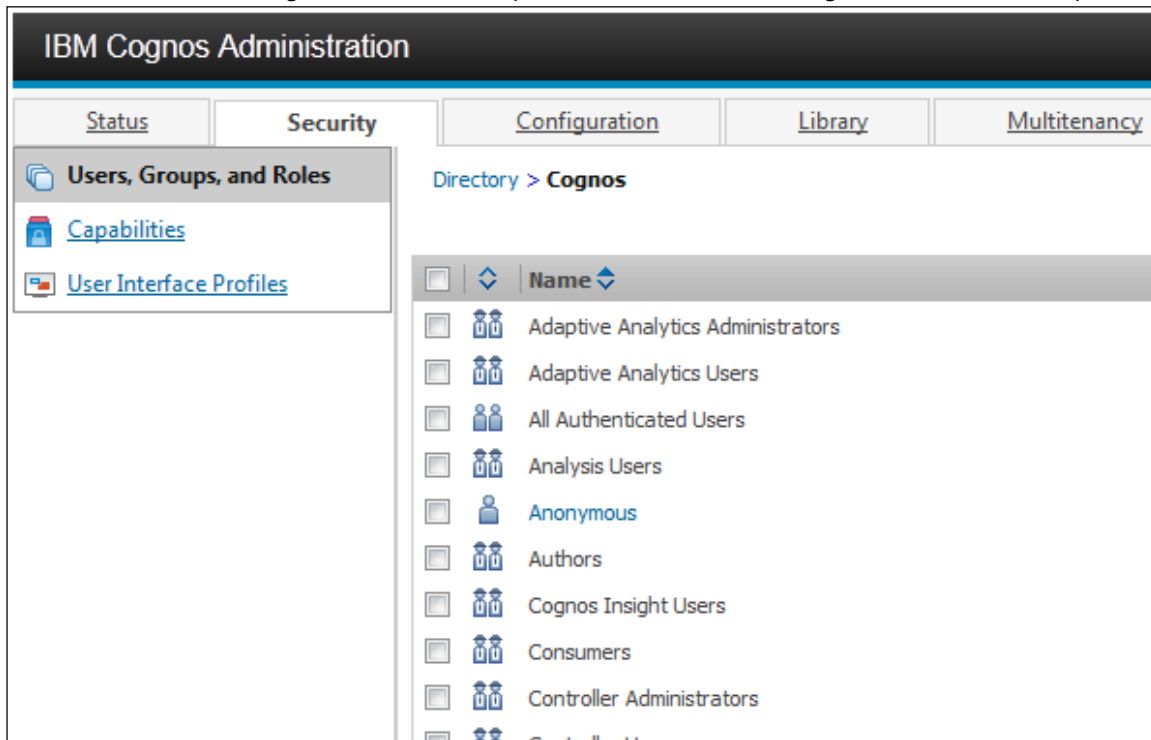 IBM Cognos Administration
Status Security Configuration Library Multitenancy
Users, Groups, and Roles
Capabilities
User Interface Profiles
Directory > Cognos
Name
Adaptive Analytics Administrators
Adaptive Analytics Users
All Authenticated Users
Analysis Users
Anonymous
Authors
Cognos Insight Users
Consumers
Controller Administrators